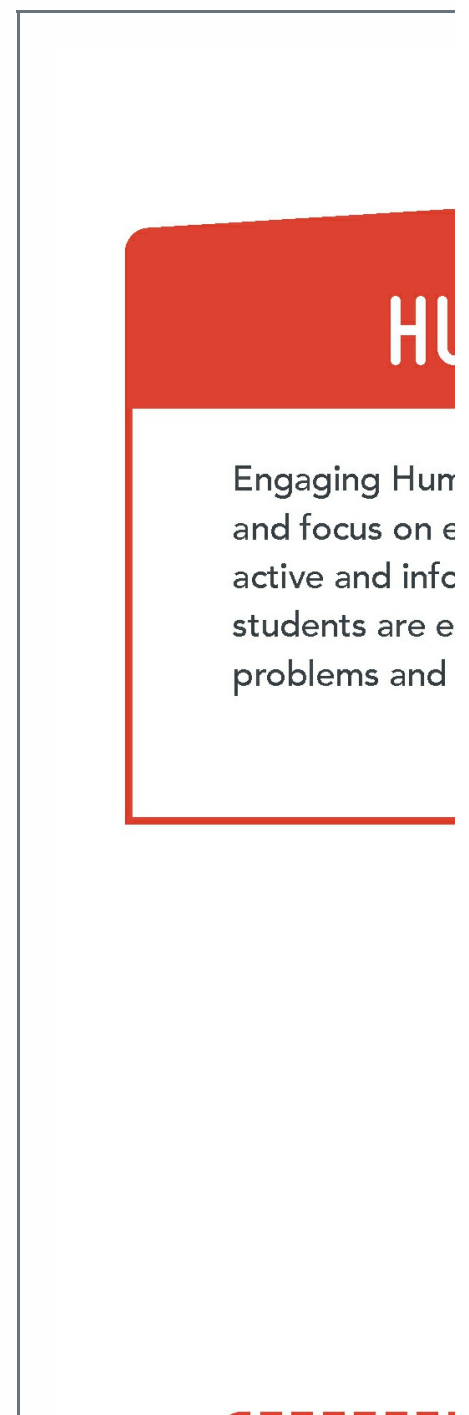 HU
Engaging Hum
and focus on e
active and info
students are e
problems and